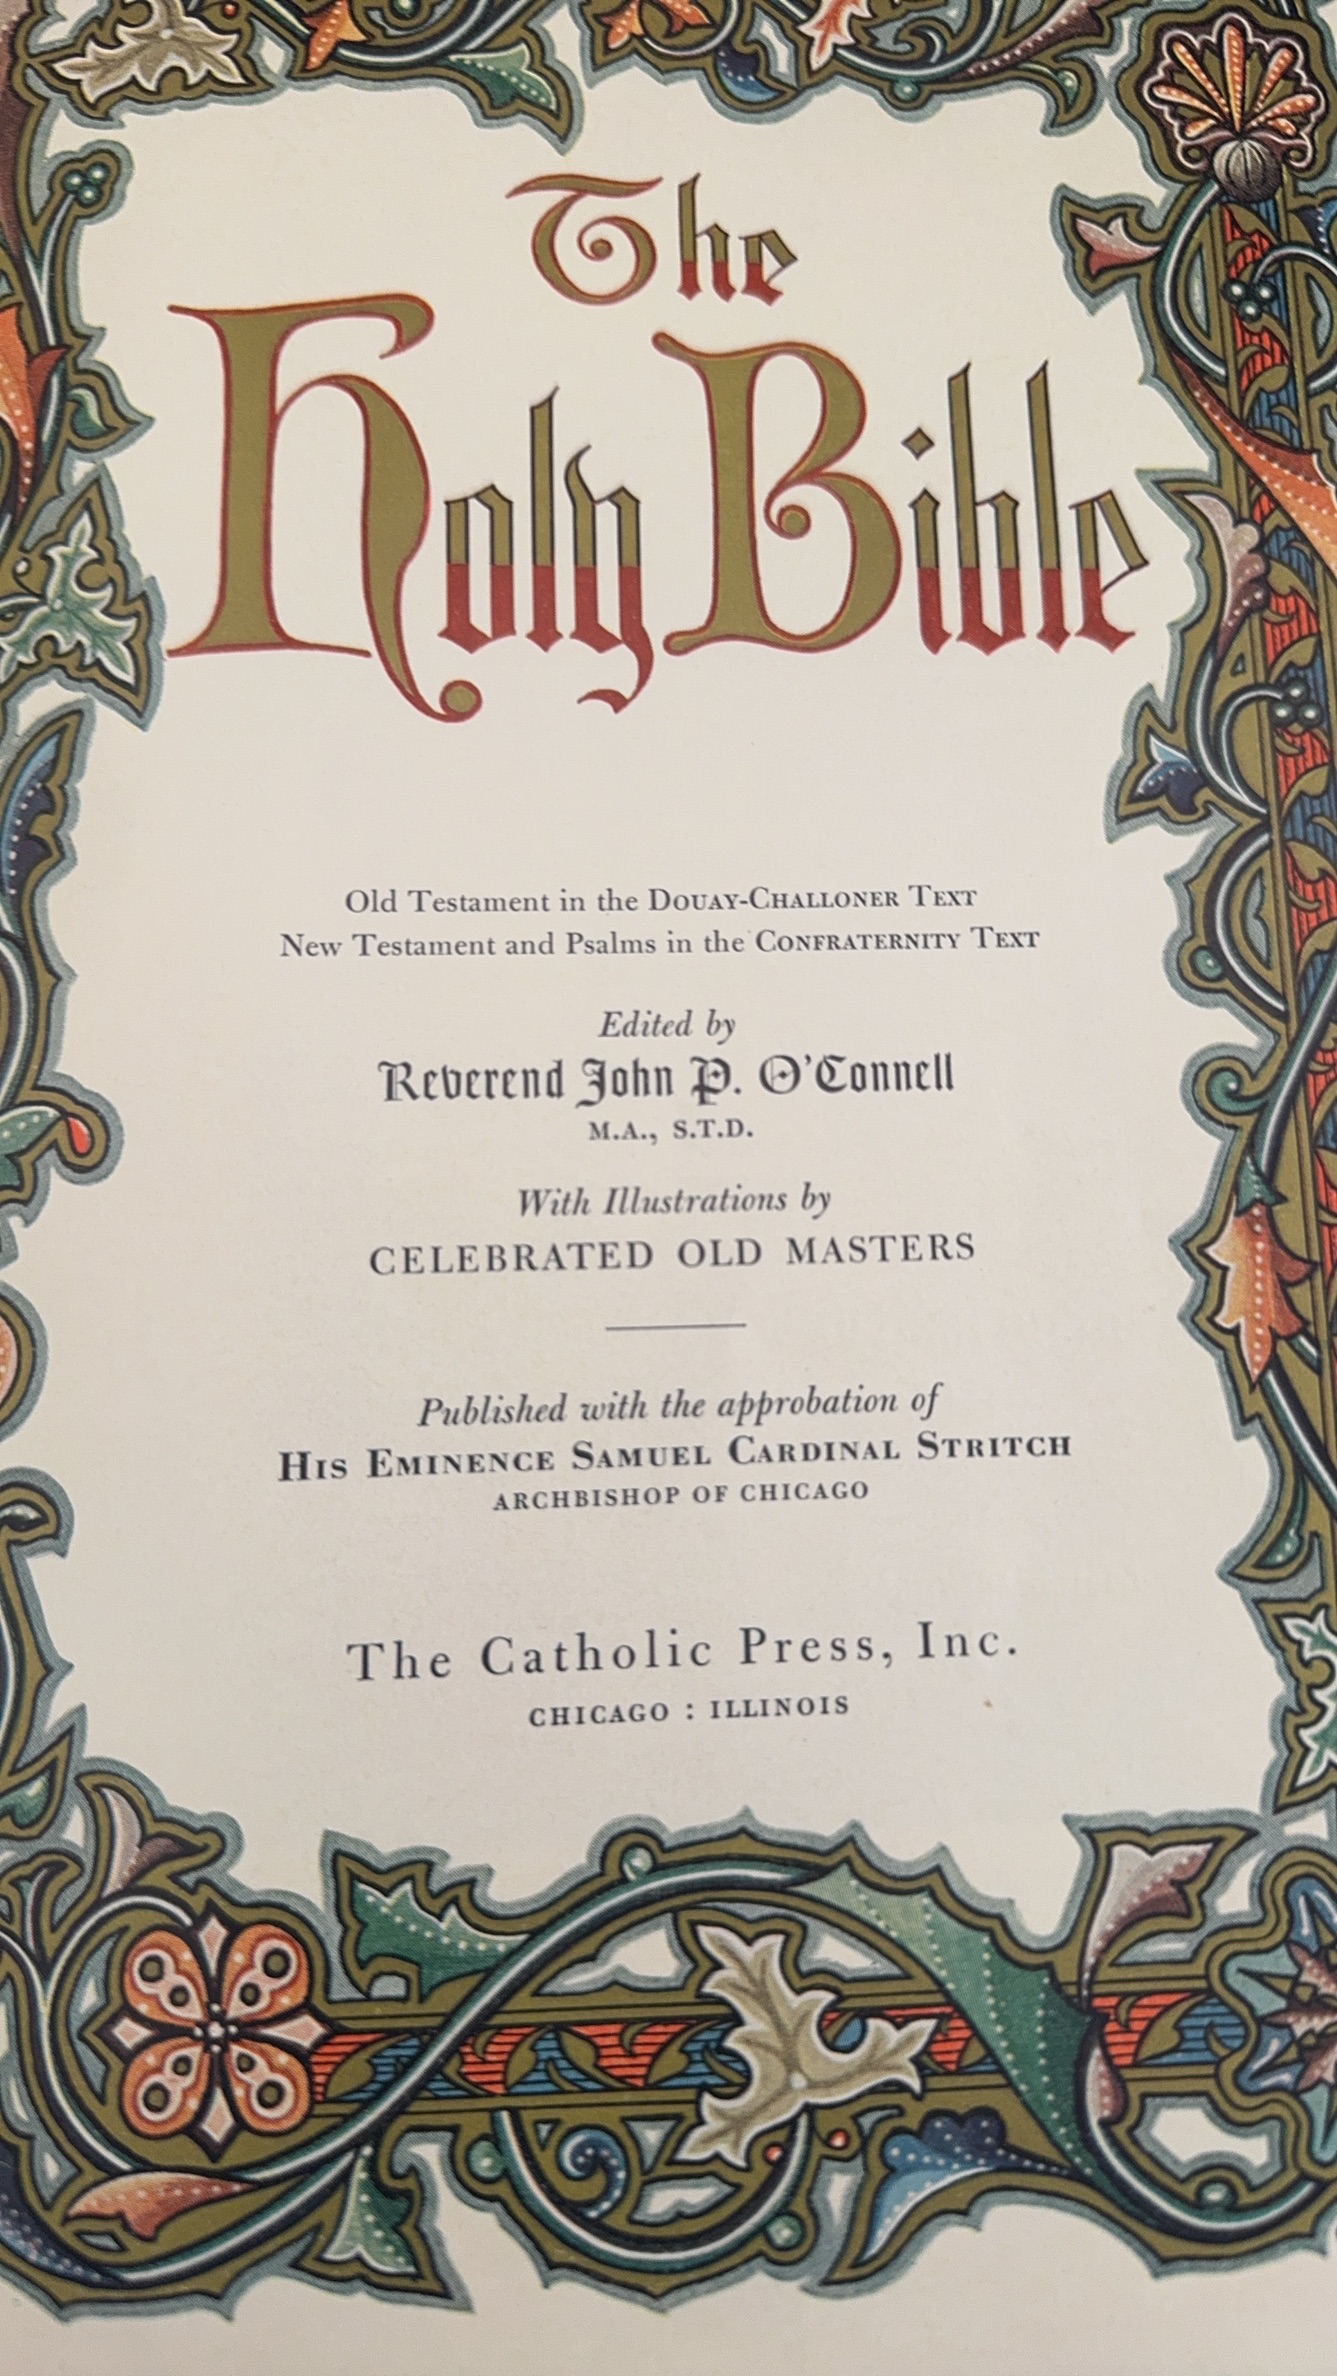 The
Holy Bible
Old Testament in the DOUAY-CHALLONER TEXT
New Testament and Psalms in the CONFRATERNITY TEXT
Edited by
Reverend John P. O'Connell
M.A., S.T.D.
With Illustrations by
CELEBRATED OLD MASTERS
Published with the approbation of
HIS EMINENCE SAMUEL CARDINAL STRITCH
ARCHBISHOP OF CHICAGO
The Catholic Press, Inc.
CHICAGO : ILLINOIS